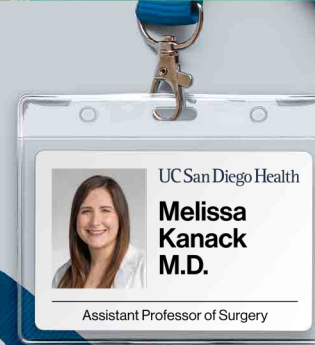 UC San Diego Health
Melissa
Kanack
M.D.
Assistant Professor of Surgery